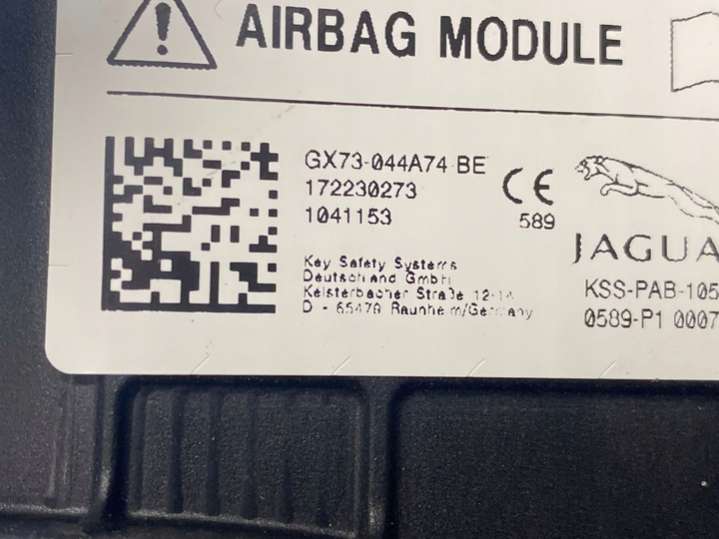 AIRBAG MODULE
GX73-044A74 BE
172230273
1041153
CE
589
Key Safety Systems
Deutschland GmbH
Kelsterbacher Straße 12-14
D - 65479 Raunheim/Germany
JAGUA
KSS-PAB-105
0589-P1 0007